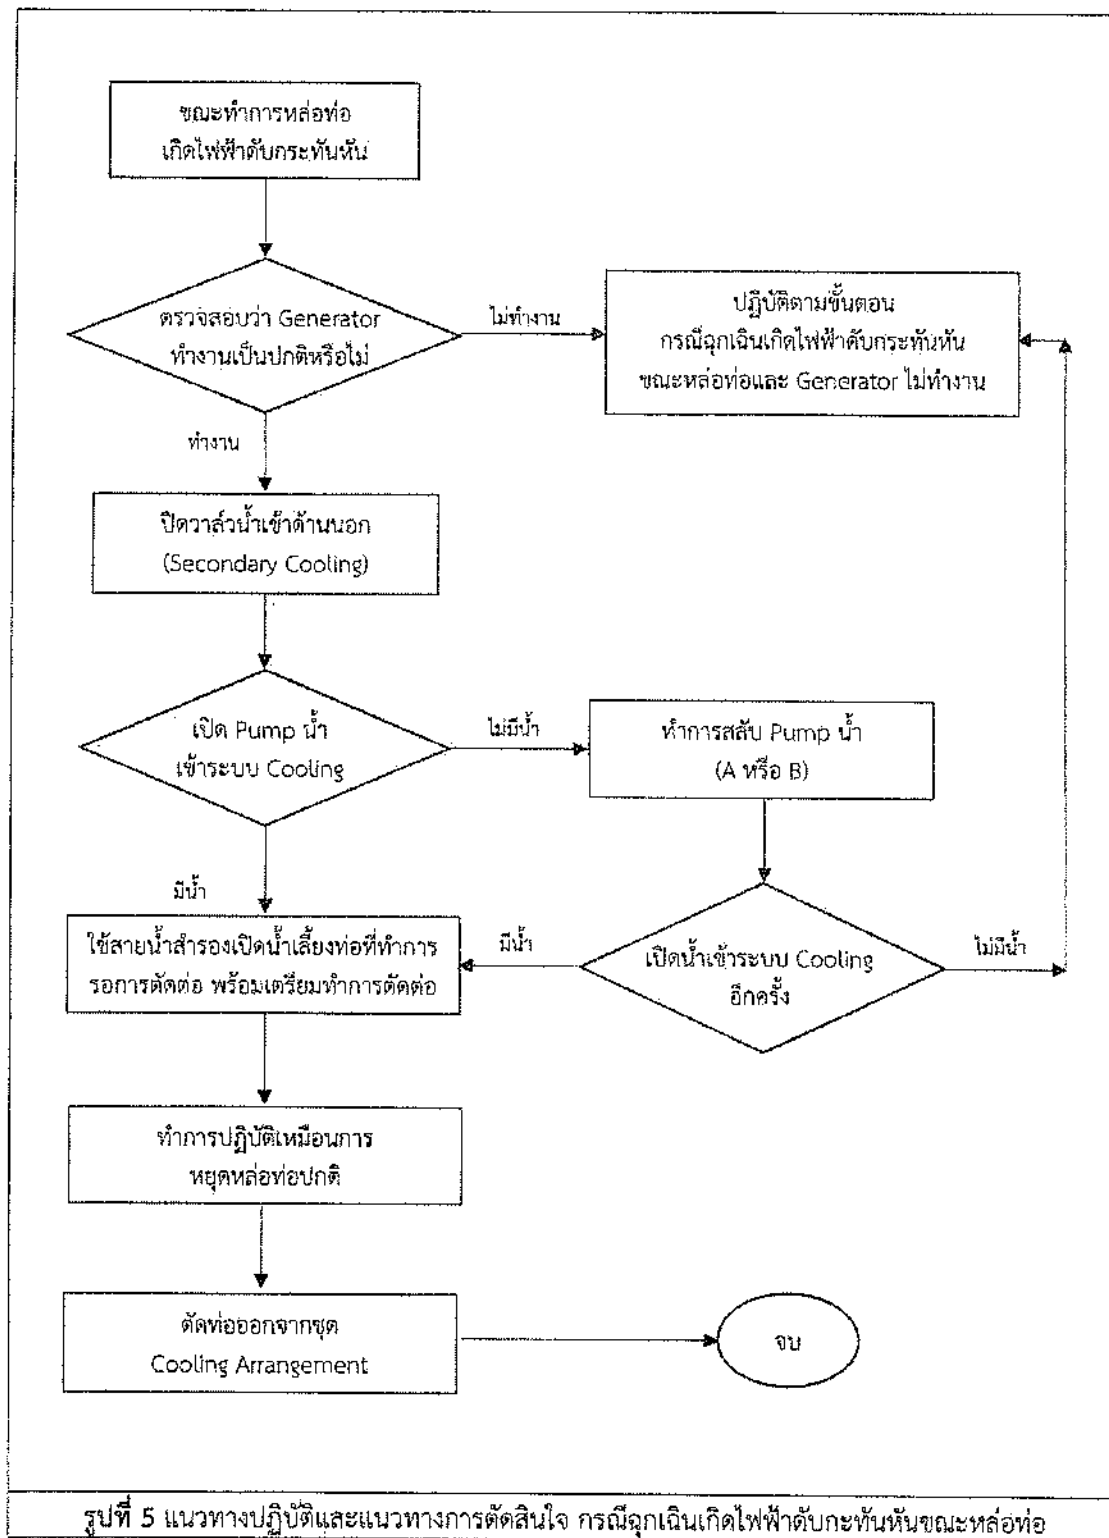 ขณะทำการหล่อท่อ
เกิดไฟฟ้าดับกระทันหัน
ตรวจสอบว่า Generator
ทำงานเป็นปกติหรือไม่
ไม่ทำงาน
ปฏิบัติตามขั้นตอน
กรณีฉุกเฉินเกิดไฟฟ้าดับกระทันหัน
ขณะหล่อท่อและ Generator ไม่ทำงาน
ทำงาน
ปิดวาล์วน้ำเข้าด้านนอก
(Secondary Cooling)
เปิด Pump น้ำ
เข้าระบบ Cooling
ไม่มีน้ำ
ทำการสลับ Pump น้ำ
(A หรือ B)
มีน้ำ
ใช้สายน้ำสำรองเปิดน้ำเลี้ยงท่อที่ทำการ
รอการตัดต่อ พร้อมเตรียมทำการตัดต่อ
มีน้ำ
เปิดน้ำเข้าระบบ Cooling
อีกครั้ง
ไม่มีน้ำ
ทำการปฏิบัติเหมือนการ
หยุดหล่อท่อปกติ
ตัดท่อออกจากชุด
Cooling Arrangement
จบ
รูปที่ 5 แนวทางปฏิบัติและแนวทางการตัดสินใจ กรณีฉุกเฉินเกิดไฟฟ้าดับกะทันหันขณะหล่อท่อ